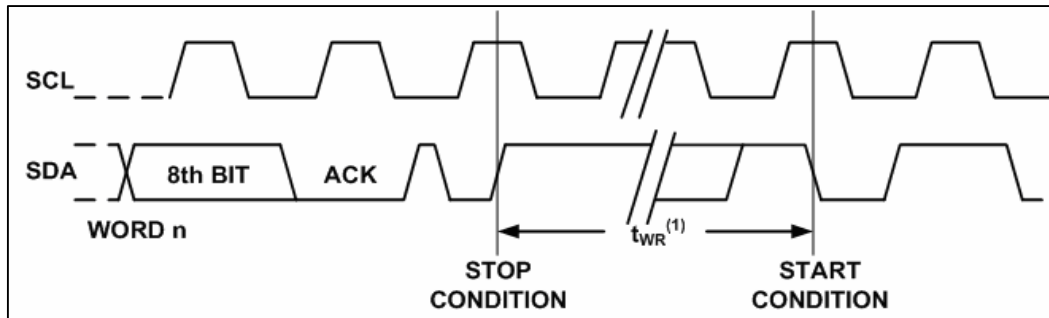 SCL
SDA
8th BIT
ACK
WORD n
tWR(1)
STOP
CONDITION
START
CONDITION